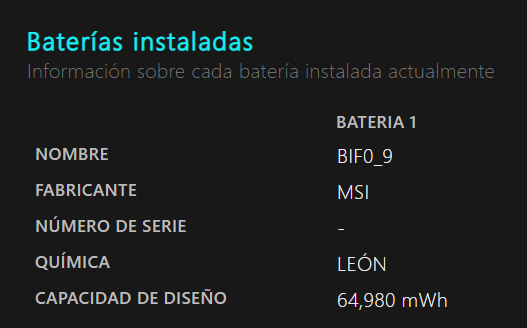 Baterías instaladas
Información sobre cada batería instalada actualmente
BATERIA 1
NOMBRE BIF0_9
FABRICANTE MSI
NÚMERO DE SERIE -
QUÍMICA LEÓN
CAPACIDAD DE DISEÑO 64,980 mWh